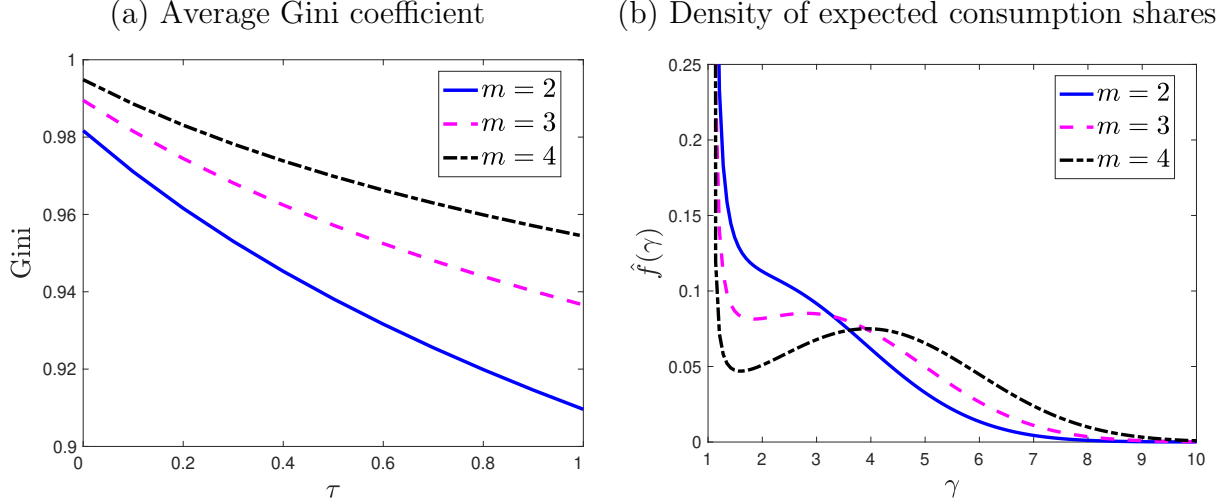 (a) Average Gini coefficient
Gini
1
0.98
0.96
0.94
0.92
0.9
0
0.2
0.4
0.6
0.8
1
τ
m = 2
m = 3
m = 4
(b) Density of expected consumption shares
f̂(γ)
0.25
0.2
0.15
0.1
0.05
0
1
2
3
4
5
6
7
8
9
10
γ
m = 2
m = 3
m = 4